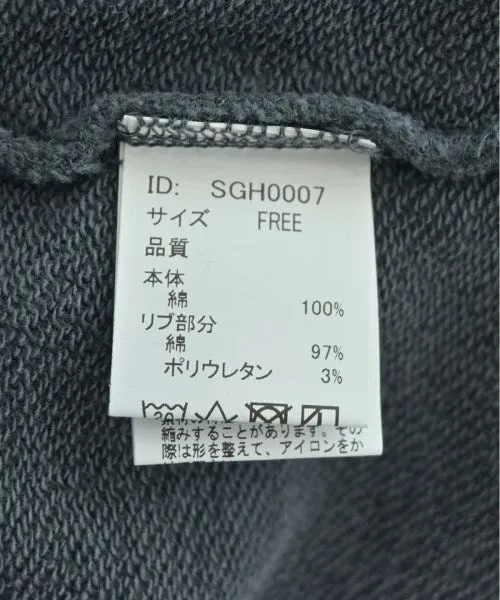 ID: SGH0007
サイズ FREE
品質
本体
綿 100%
リブ部分
綿 97%
ポリウレタン 3%
縮みすることがあります。その
際は形を整えて、アイロンをか